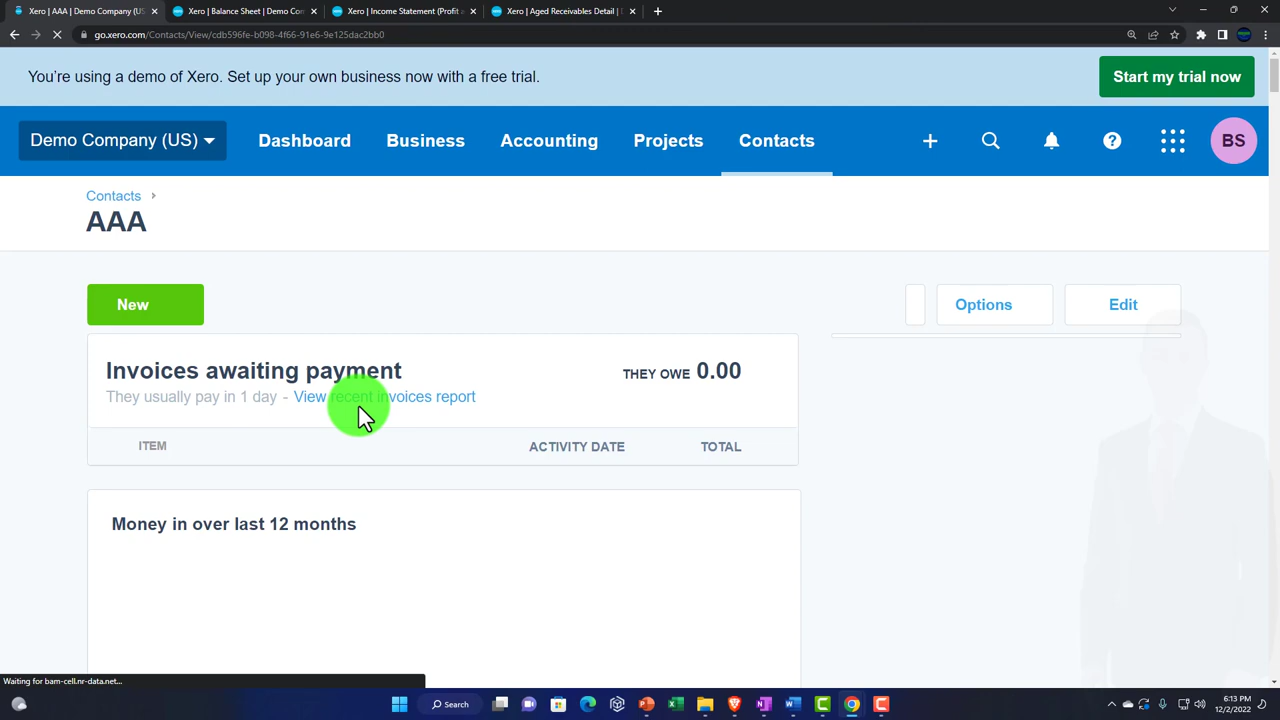 Xero | AAA | Demo Company (US)
Xero | Balance Sheet | Demo Com
Xero | Income Statement (Profit a
Xero | Aged Receivables Detail | D
go.xero.com/Contacts/View/cdb596fe-b098-4f66-91e6-9e125dac2bb0
You're using a demo of Xero. Set up your own business now with a free trial.
Start my trial now
Demo Company (US)
Dashboard
Business
Accounting
Projects
Contacts
BS
Contacts
AAA
New
Options
Edit
Invoices awaiting payment
THEY OWE 0.00
They usually pay in 1 day - View recent invoices report
ITEM
ACTIVITY DATE
TOTAL
Money in over last 12 months
Waiting for bam-cell.nr-data.net...
Search
6:13 PM
12/2/2022